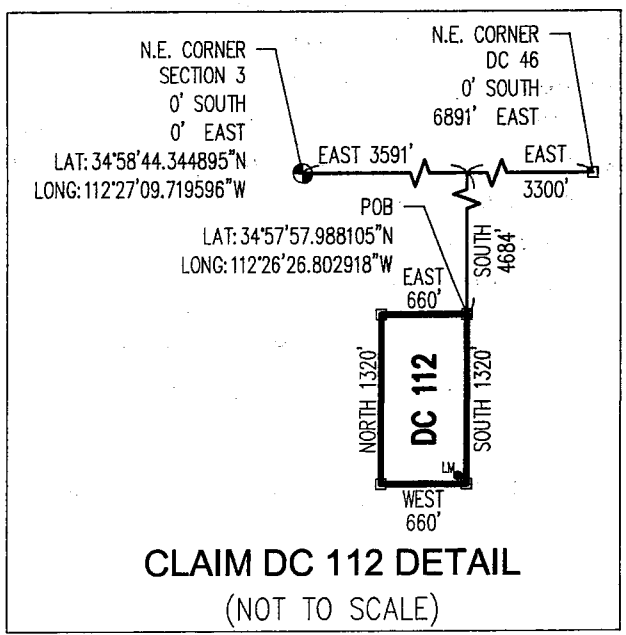 N.E. CORNER
SECTION 3
0' SOUTH
0' EAST
LAT: 34°58'44.344895"N
LONG: 112°27'09.719596"W
N.E. CORNER
DC 46
0' SOUTH
6891' EAST
EAST 3591'
EAST
3300'
POB
LAT: 34°57'57.988105"N
LONG: 112°26'26.802918"W
SOUTH
4684'
EAST
660'
NORTH 1320'
DC 112
SOUTH 1320'
LM
WEST
660'
CLAIM DC 112 DETAIL
(NOT TO SCALE)